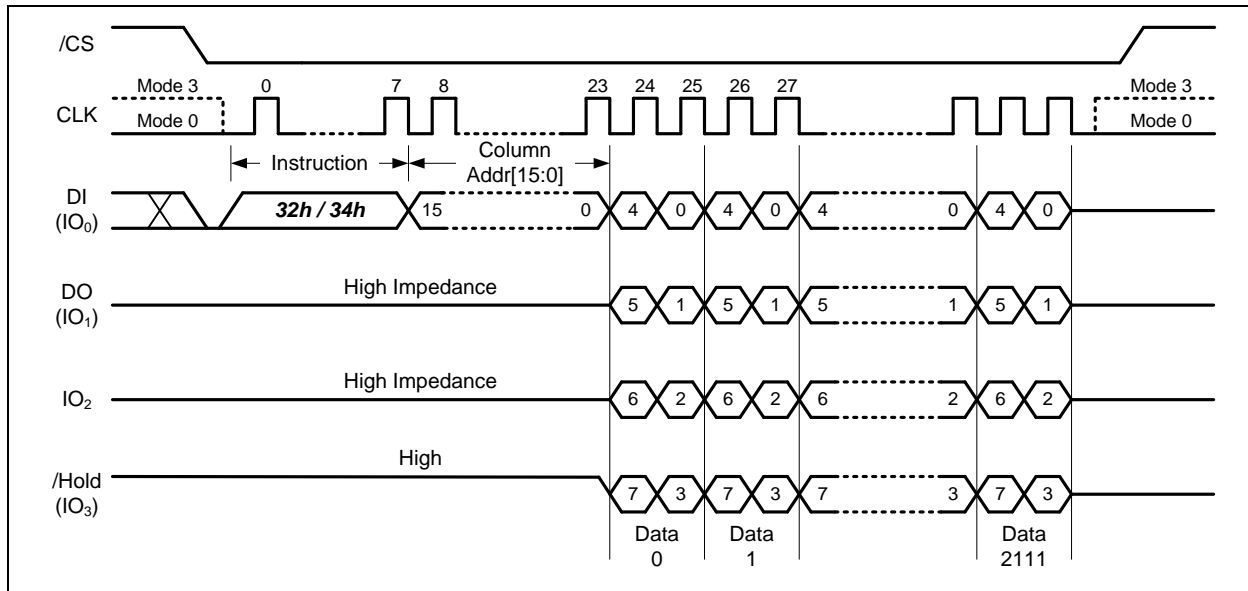 /CS
Mode 3 0 7 8 23 24 25 26 27 Mode 3
CLK
Mode 0 Mode 0
Instruction Column
Addr[15:0]
DI
(IO0) 32h / 34h 15 0 4 0 4 0 4 0 4 0
High Impedance
DO
(IO1) 5 1 5 1 5 1 5 1
High Impedance
IO2 6 2 6 2 6 2 6 2
High
/Hold
(IO3) 7 3 7 3 7 3 7 3
Data Data Data
0 1 2111